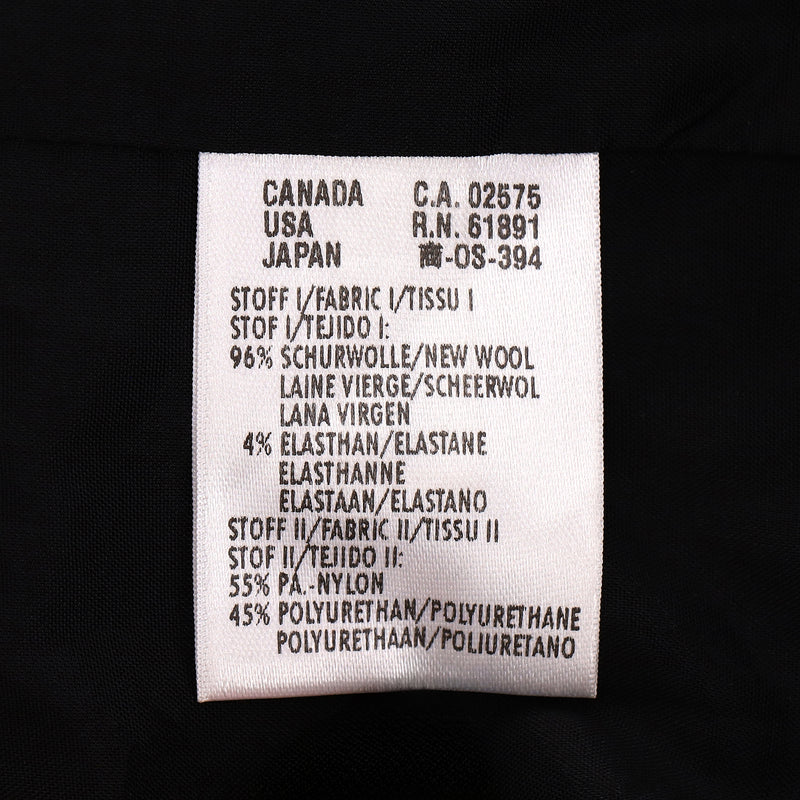 CANADA C.A. 02575
USA R.N. 61891
JAPAN 商-OS-394
STOFF I/FABRIC I/TISSU I
STOF I/TEJIDO I:
96% SCHURWOLLE/NEW WOOL
LAINE VIERGE/SCHEERWOL
LANA VIRGEN
4% ELASTHAN/ELASTANE
ELASTHANNE
ELASTAAN/ELASTANO
STOFF II/FABRIC II/TISSU II
STOF II/TEJIDO II:
55% PA.-NYLON
45% POLYURETHAN/POLYURETHANE
POLYURETHAAN/POLIURETANO